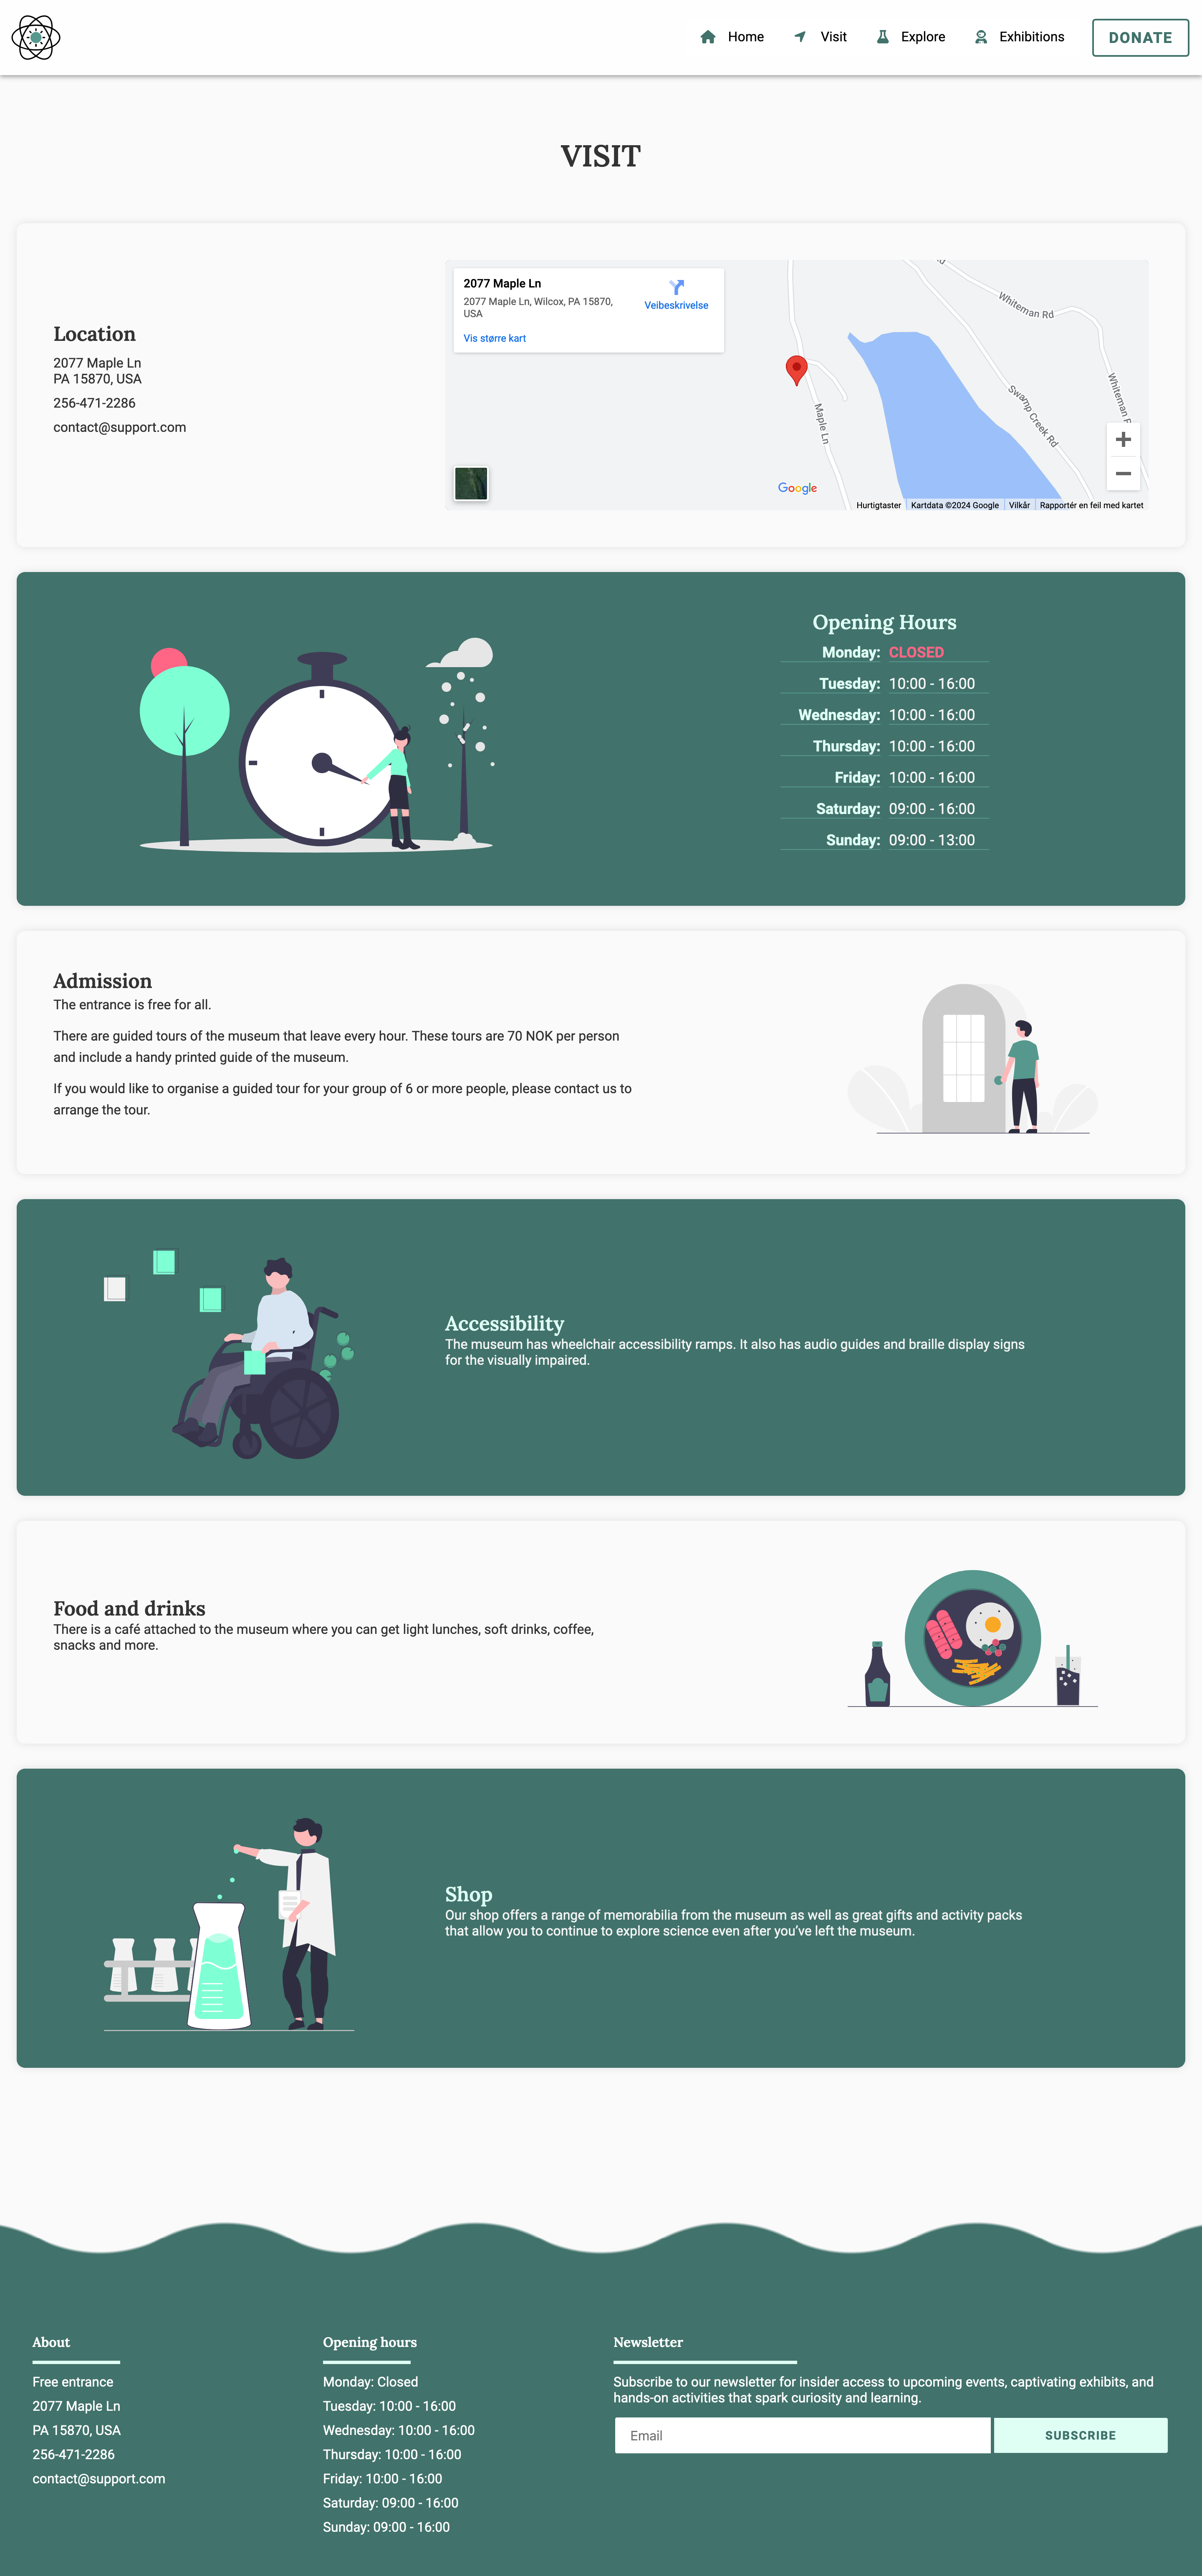 Home
Visit
Explore
Exhibitions
DONATE
VISIT
Location
2077 Maple Ln
PA 15870, USA
256-471-2286
contact@support.com
2077 Maple Ln
2077 Maple Ln, Wilcox, PA 15870,
USA
Veibeskrivelse
Vis større kart
Whiteman Rd
Whiteman R
Swamp Creek Rd
Maple Ln
Google
Hurtigtaster
Kartdata ©2024 Google
Vilkår
Rapportér en feil med kartet
Opening Hours
Monday: CLOSED
Tuesday: 10:00 - 16:00
Wednesday: 10:00 - 16:00
Thursday: 10:00 - 16:00
Friday: 10:00 - 16:00
Saturday: 09:00 - 16:00
Sunday: 09:00 - 13:00
Admission
The entrance is free for all.
There are guided tours of the museum that leave every hour. These tours are 70 NOK per person
and include a handy printed guide of the museum.
If you would like to organise a guided tour for your group of 6 or more people, please contact us to
arrange the tour.
Accessibility
The museum has wheelchair accessibility ramps. It also has audio guides and braille display signs
for the visually impaired.
Food and drinks
There is a café attached to the museum where you can get light lunches, soft drinks, coffee,
snacks and more.
Shop
Our shop offers a range of memorabilia from the museum as well as great gifts and activity packs
that allow you to continue to explore science even after you’ve left the museum.
About
Free entrance
2077 Maple Ln
PA 15870, USA
256-471-2286
contact@support.com
Opening hours
Monday: Closed
Tuesday: 10:00 - 16:00
Wednesday: 10:00 - 16:00
Thursday: 10:00 - 16:00
Friday: 10:00 - 16:00
Saturday: 09:00 - 16:00
Sunday: 09:00 - 16:00
Newsletter
Subscribe to our newsletter for insider access to upcoming events, captivating exhibits, and
hands-on activities that spark curiosity and learning.
Email
SUBSCRIBE